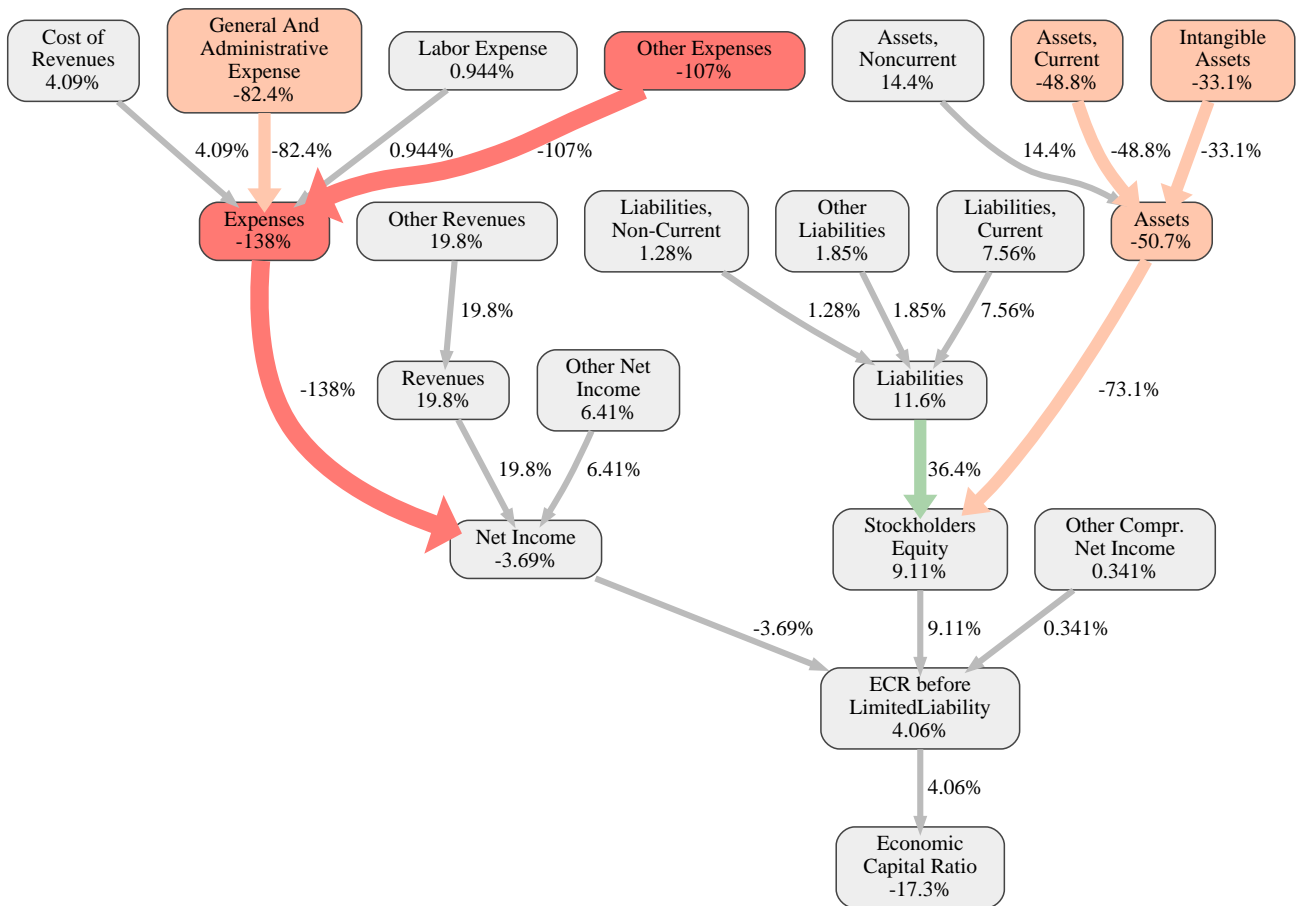 Cost of
Revenues
4.09%
General And
Administrative
Expense
-82.4%
Labor Expense
0.944%
Other Expenses
-107%
Assets,
Noncurrent
14.4%
Assets,
Current
-48.8%
Intangible
Assets
-33.1%
4.09%
-82.4%
0.944%
-107%
14.4%
-48.8%
-33.1%
Expenses
-138%
Other Revenues
19.8%
Liabilities,
Non-Current
1.28%
Other
Liabilities
1.85%
Liabilities,
Current
7.56%
Assets
-50.7%
19.8%
1.28%
1.85%
7.56%
-138%
Revenues
19.8%
Other Net
Income
6.41%
Liabilities
11.6%
-73.1%
19.8%
6.41%
36.4%
Net Income
-3.69%
Stockholders
Equity
9.11%
Other Compr.
Net Income
0.341%
-3.69%
9.11%
0.341%
ECR before
LimitedLiability
4.06%
4.06%
Economic
Capital Ratio
-17.3%